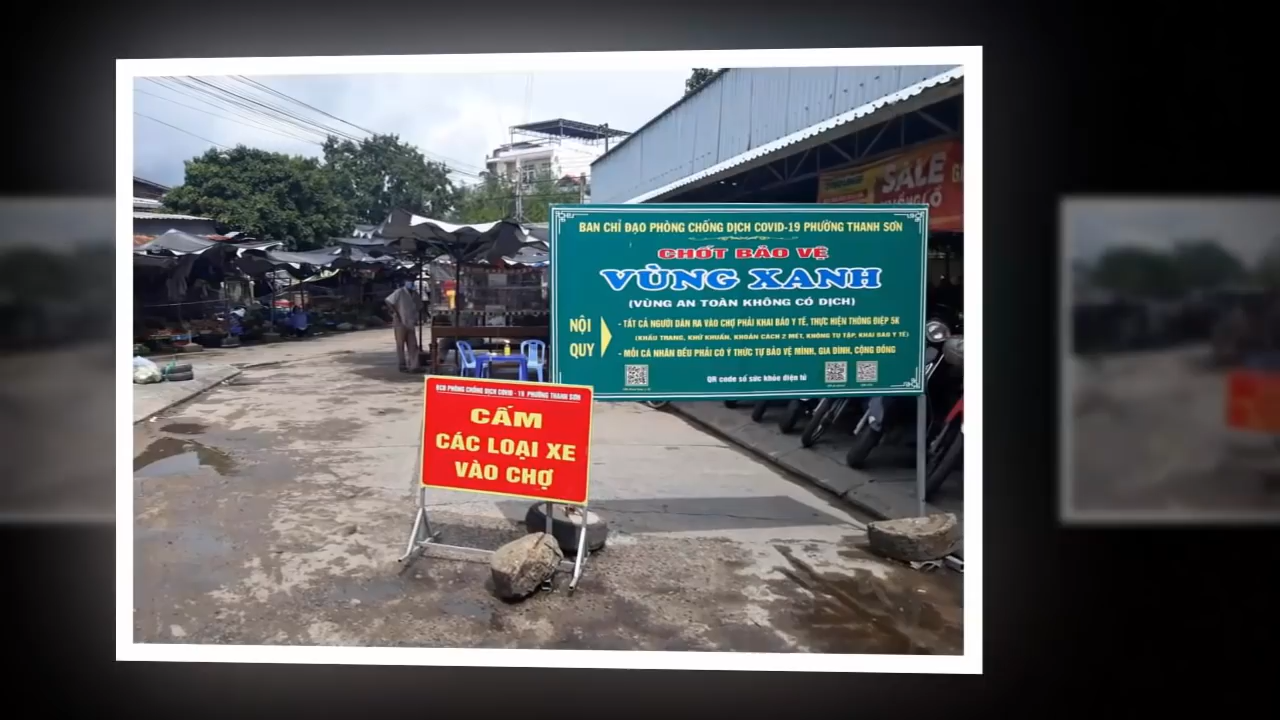 SALE
BAN CHỈ ĐẠO PHÒNG CHỐNG DỊCH COVID-19 PHƯỜNG THANH SƠN
CHỐT BẢO VỆ
VÙNG XANH
(VÙNG AN TOÀN KHÔNG CÓ DỊCH)
NỘI QUY
- TẤT CẢ NGƯỜI DÂN RA VÀO CHỢ PHẢI KHAI BÁO Y TẾ, THỰC HIỆN THÔNG ĐIỆP 5K
(KHẨU TRANG, KHỬ KHUẨN, KHOẢN CÁCH 2 MÉT, KHÔNG TỤ TẬP, KHAI BÁO Y TẾ)
- MỖI CÁ NHÂN ĐỀU PHẢI CÓ Ý THỨC TỰ BẢO VỆ MÌNH, GIA ĐÌNH, CỘNG ĐỒNG
QR code sổ sức khỏe điện tử
BCĐ PHÒNG CHỐNG DỊCH COVID - 19 PHƯỜNG THANH SƠN
CẤM
CÁC LOẠI XE
VÀO CHỢ